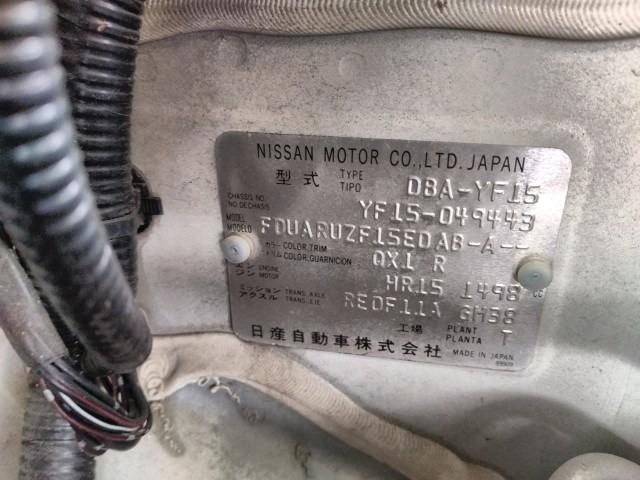 NISSAN MOTOR CO.,LTD.JAPAN
型式 TYPE TIPO DBA-YF15
CHASSIS NO. NO DECHASIS YF15-049443
MODEL MODELO FDUARUZF15EDAB-A--
カラー COLOR,TRIM トリム COLOR,GUARNICION QX1 R
エンジン ENGINE MOTOR HR15 1498 cc
ミッション TRANS. AXLE アクスル TRANS. EJE RE0F11A GH38
工場 PLANT PLANTA T
日産自動車株式会社 MADE IN JAPAN